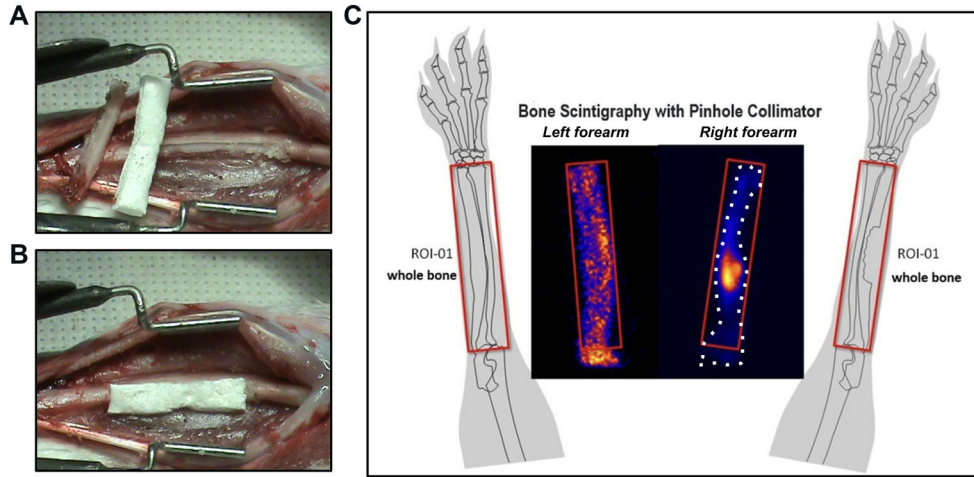 A
B
C
Bone Scintigraphy with Pinhole Collimator
Left forearm
Right forearm
ROI-01
whole bone
ROI-01
whole bone